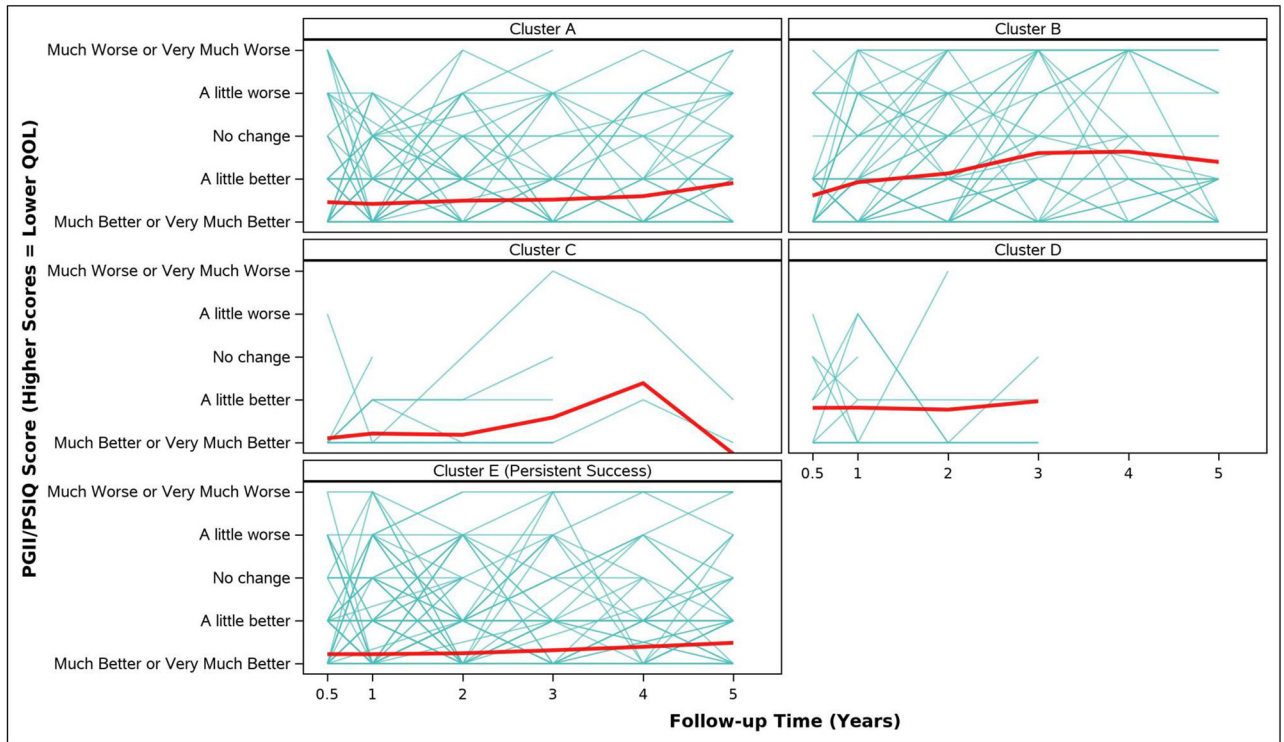 PGII/PSIQ Score (Higher Scores = Lower QOL)
Cluster A
Much Worse or Very Much Worse
A little worse
No change
A little better
Much Better or Very Much Better
Cluster B
Cluster C
Much Worse or Very Much Worse
A little worse
No change
A little better
Much Better or Very Much Better
Cluster D
0.5 1 2 3 4 5
Cluster E (Persistent Success)
Much Worse or Very Much Worse
A little worse
No change
A little better
Much Better or Very Much Better
0.5 1 2 3 4 5
Follow-up Time (Years)